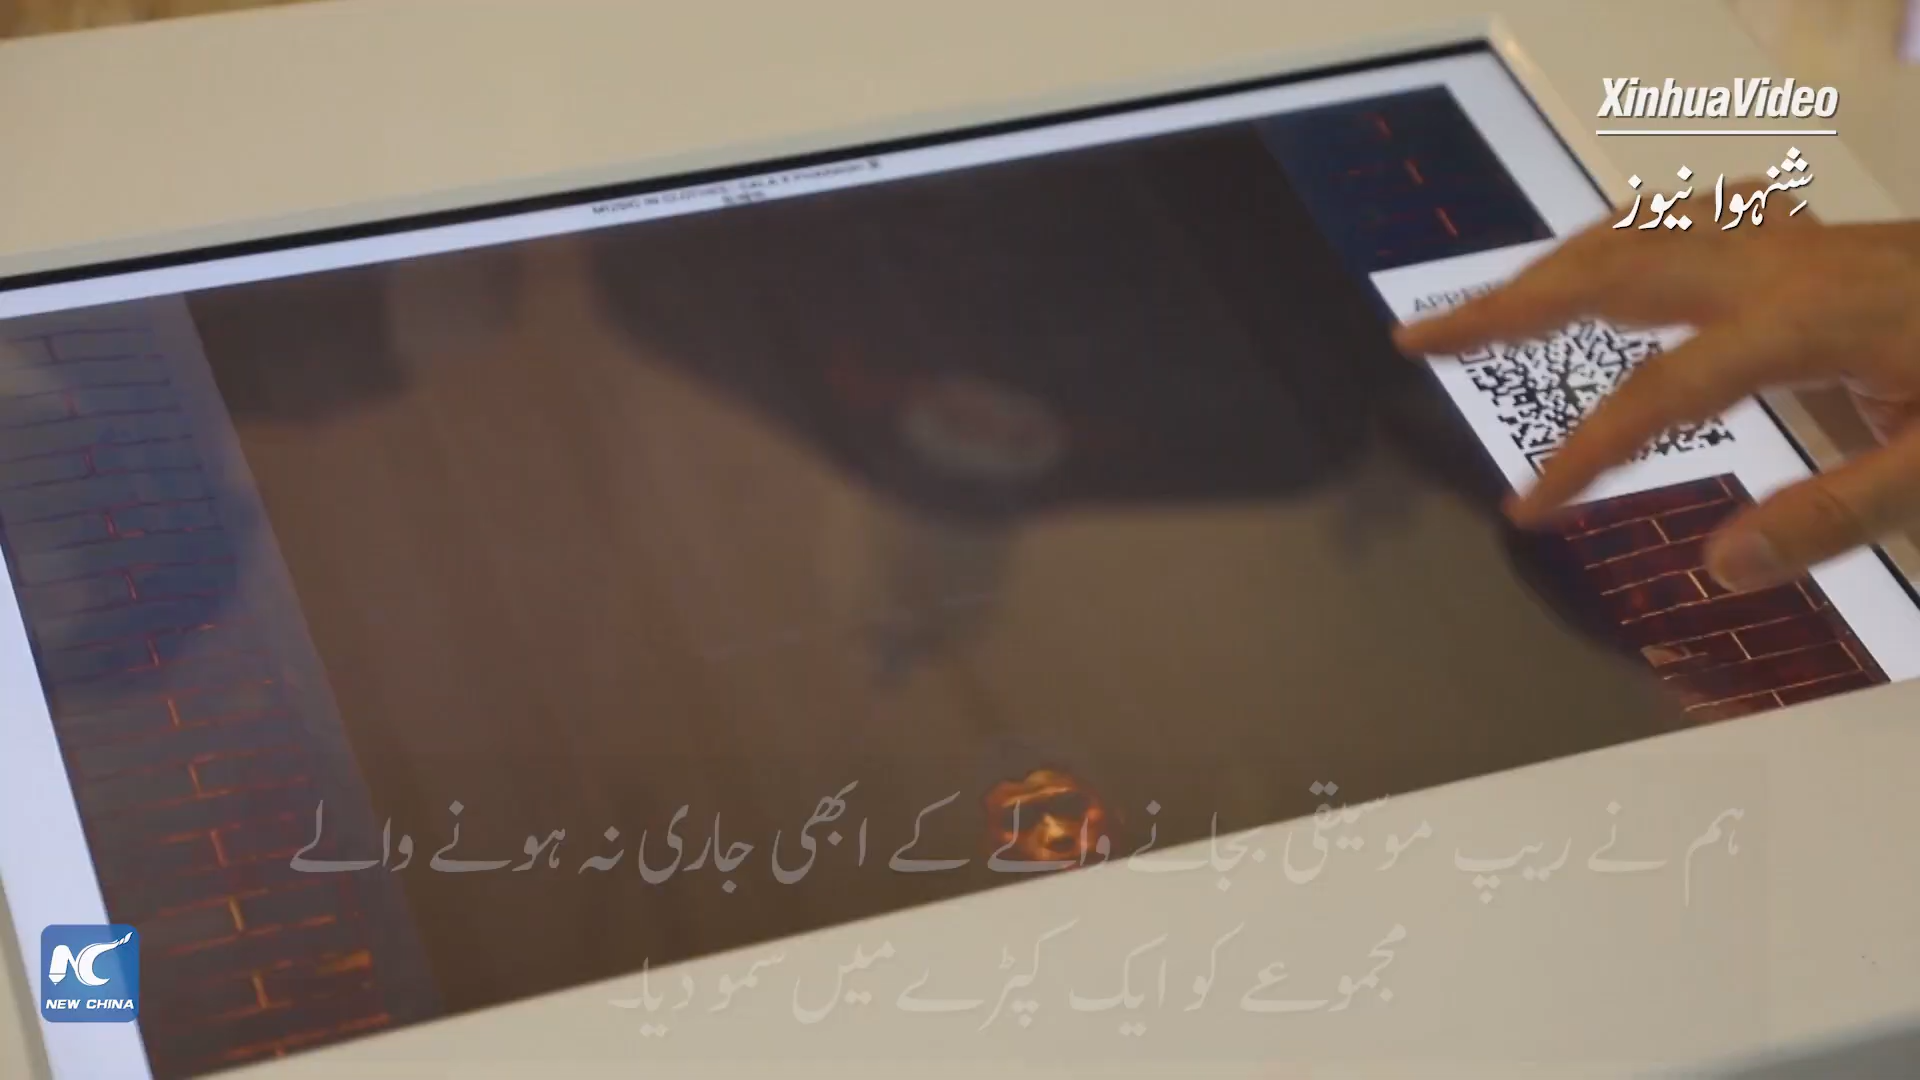 XinhuaVideo
شِنہوا نیوز
MUSIC IN CLOTHES
ہم نے ریپ موسیقی بجانے والے کے ابھی جاری نہ ہونے والے
مجموعے کو ایک کپڑے میں سمو دیا۔
NEW CHINA